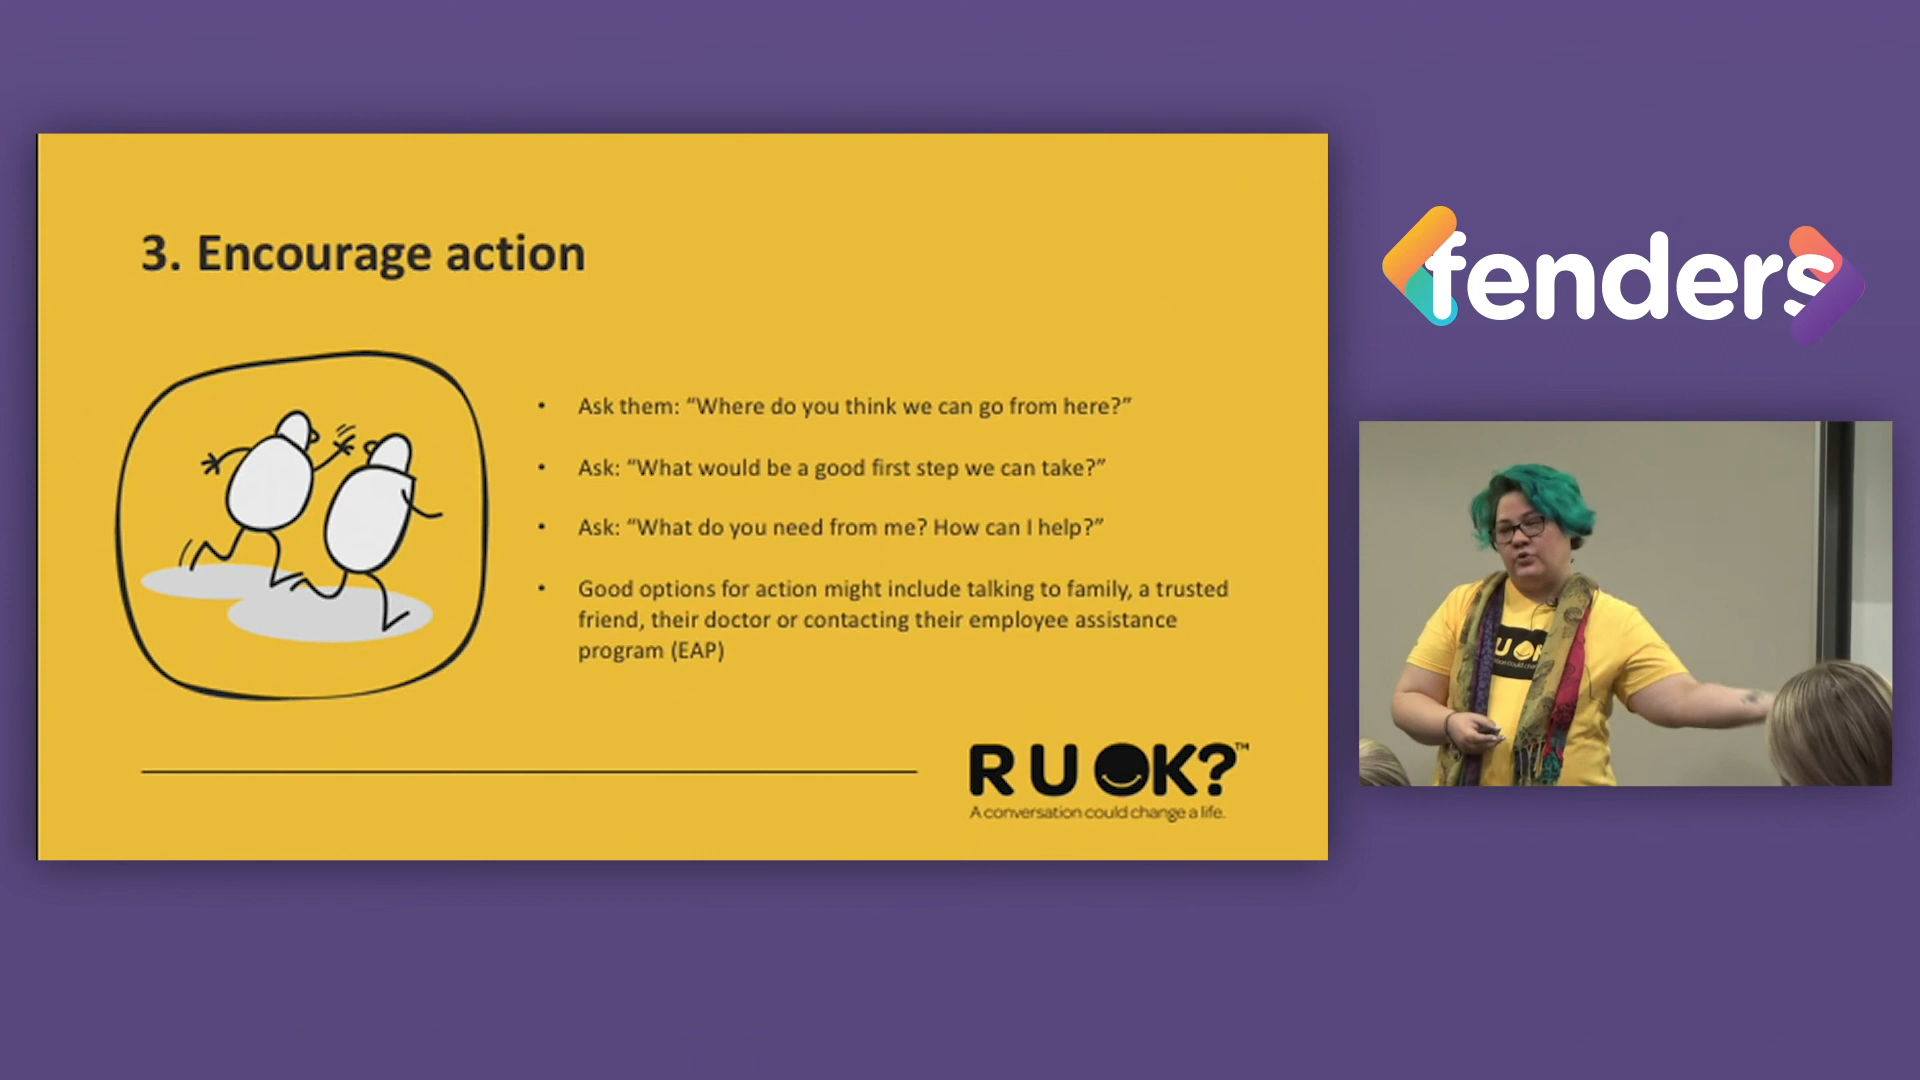 3. Encourage action
• Ask them: “Where do you think we can go from here?”
• Ask: “What would be a good first step we can take?”
• Ask: “What do you need from me? How can I help?”
• Good options for action might include talking to family, a trusted
friend, their doctor or contacting their employee assistance
program (EAP)
R U OK?™
A conversation could change a life.
fenders
U OK